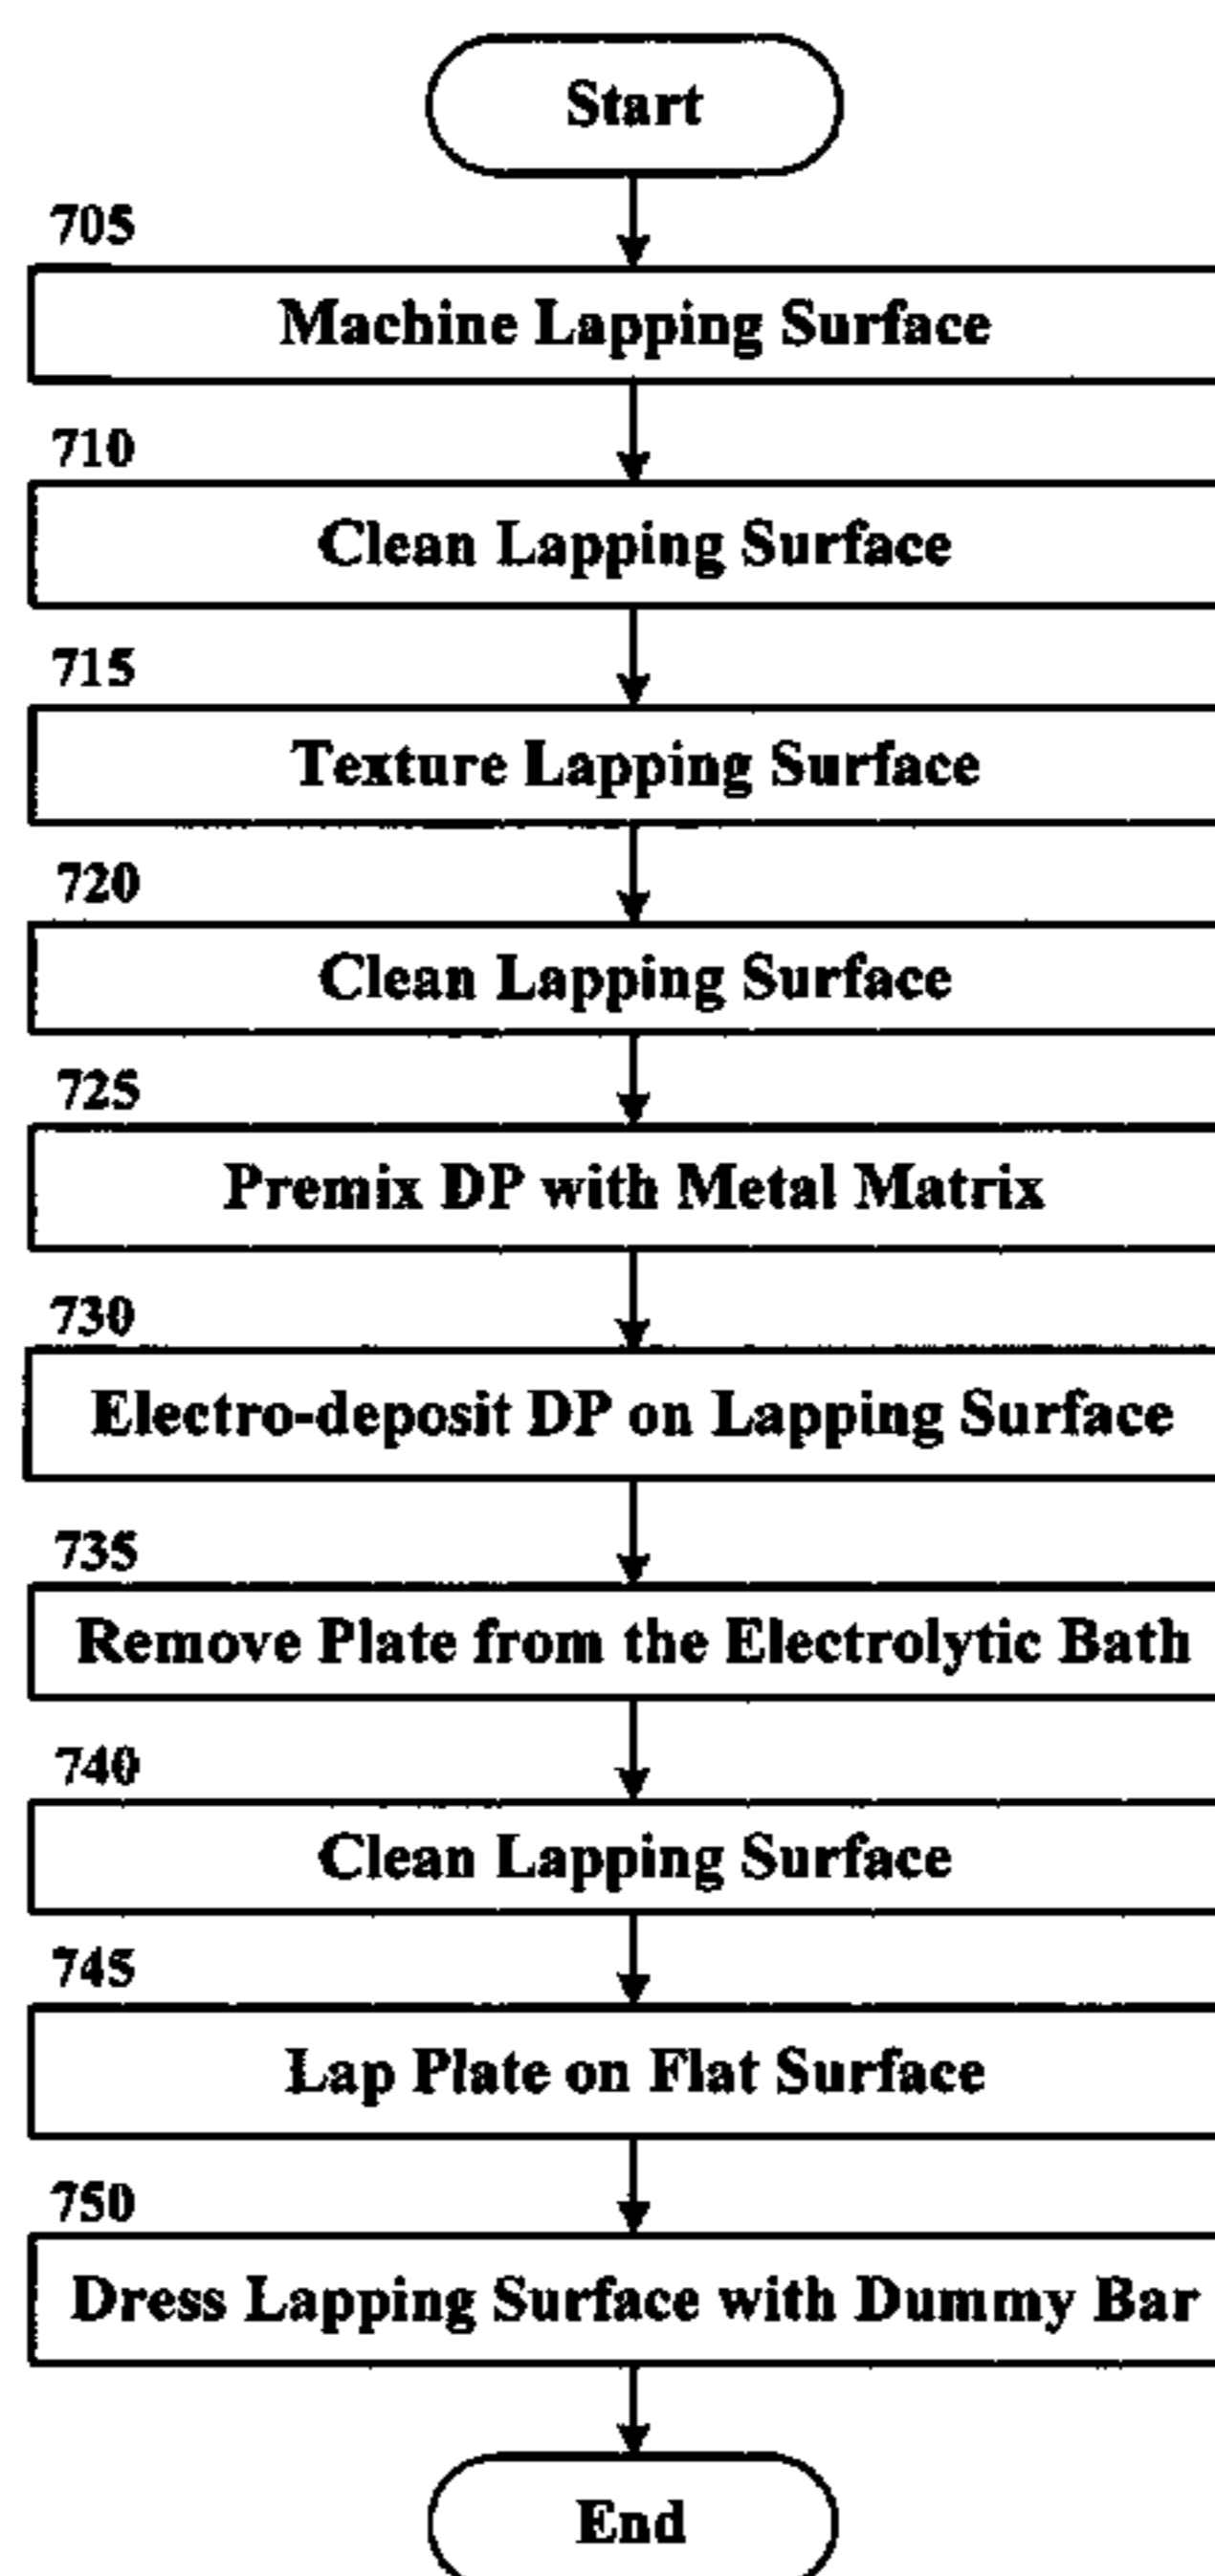 Start
705
Machine Lapping Surface
710
Clean Lapping Surface
715
Texture Lapping Surface
720
Clean Lapping Surface
725
Premix DP with Metal Matrix
730
Electro-deposit DP on Lapping Surface
735
Remove Plate from the Electrolytic Bath
740
Clean Lapping Surface
745
Lap Plate on Flat Surface
750
Dress Lapping Surface with Dummy Bar
End